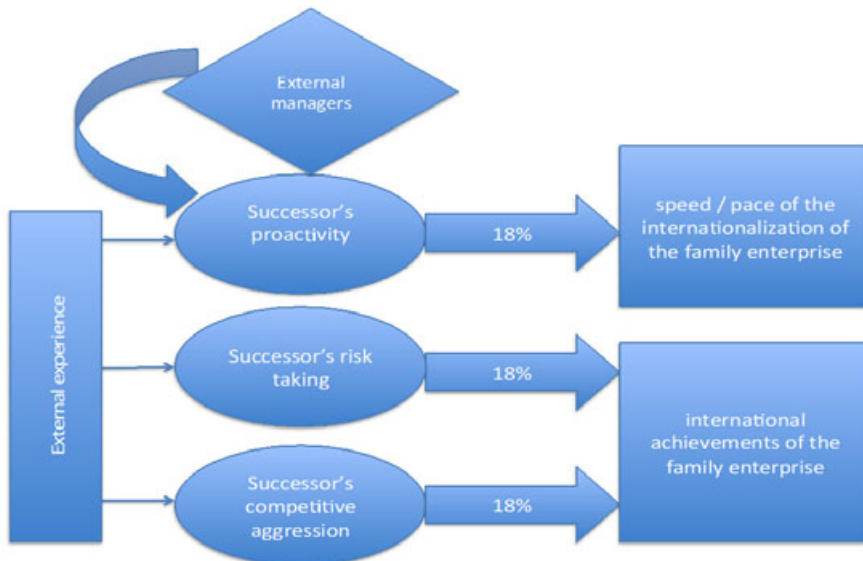 External
managers
Successor's
proactivity
18%
speed / pace of the
internationalization of
the family enterprise
External experience
Successor's risk
taking
18%
international
achievements of the
family enterprise
Successor's
competitive
aggression
18%